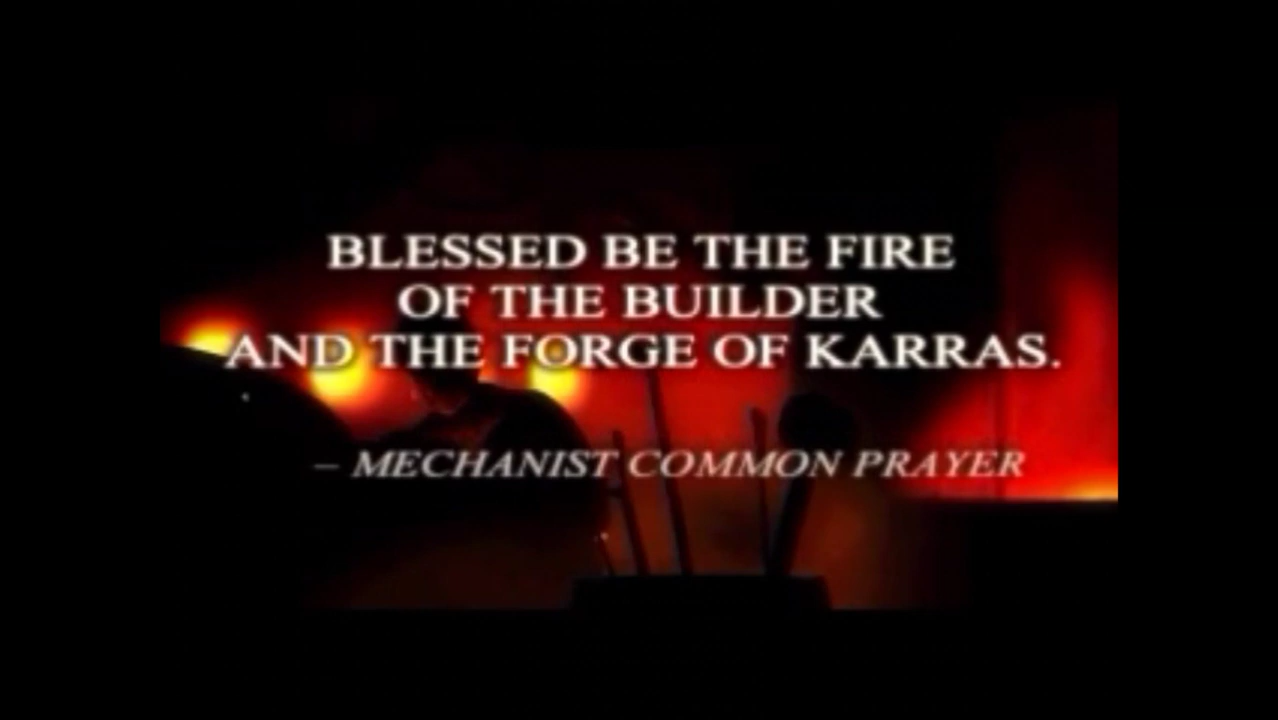 BLESSED BE THE FIRE
OF THE BUILDER
AND THE FORGE OF KARRAS.
– MECHANIST COMMON PRAYER